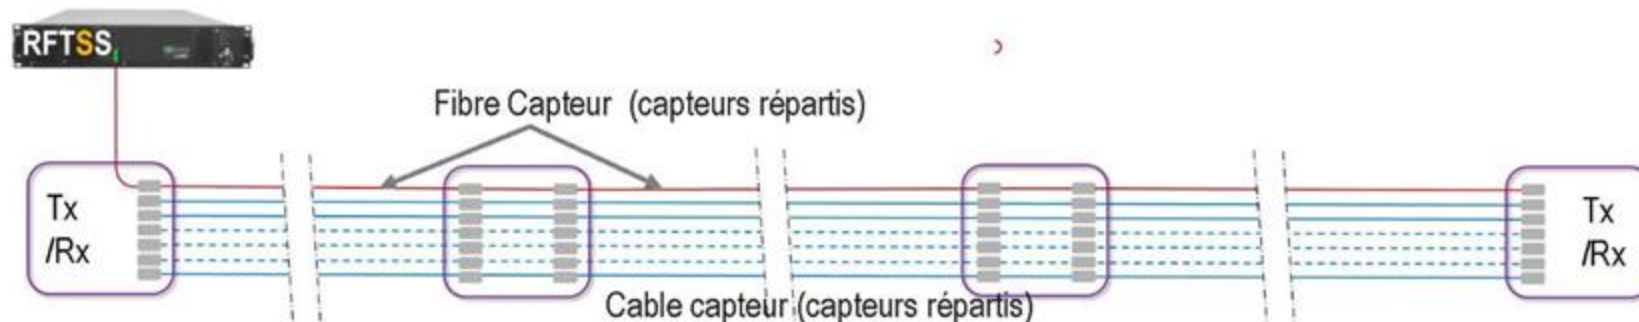 RFTSS
Fibre Capteur (capteurs répartis)
Tx
/Rx
Tx
/Rx
Cable capteur (capteurs répartis)